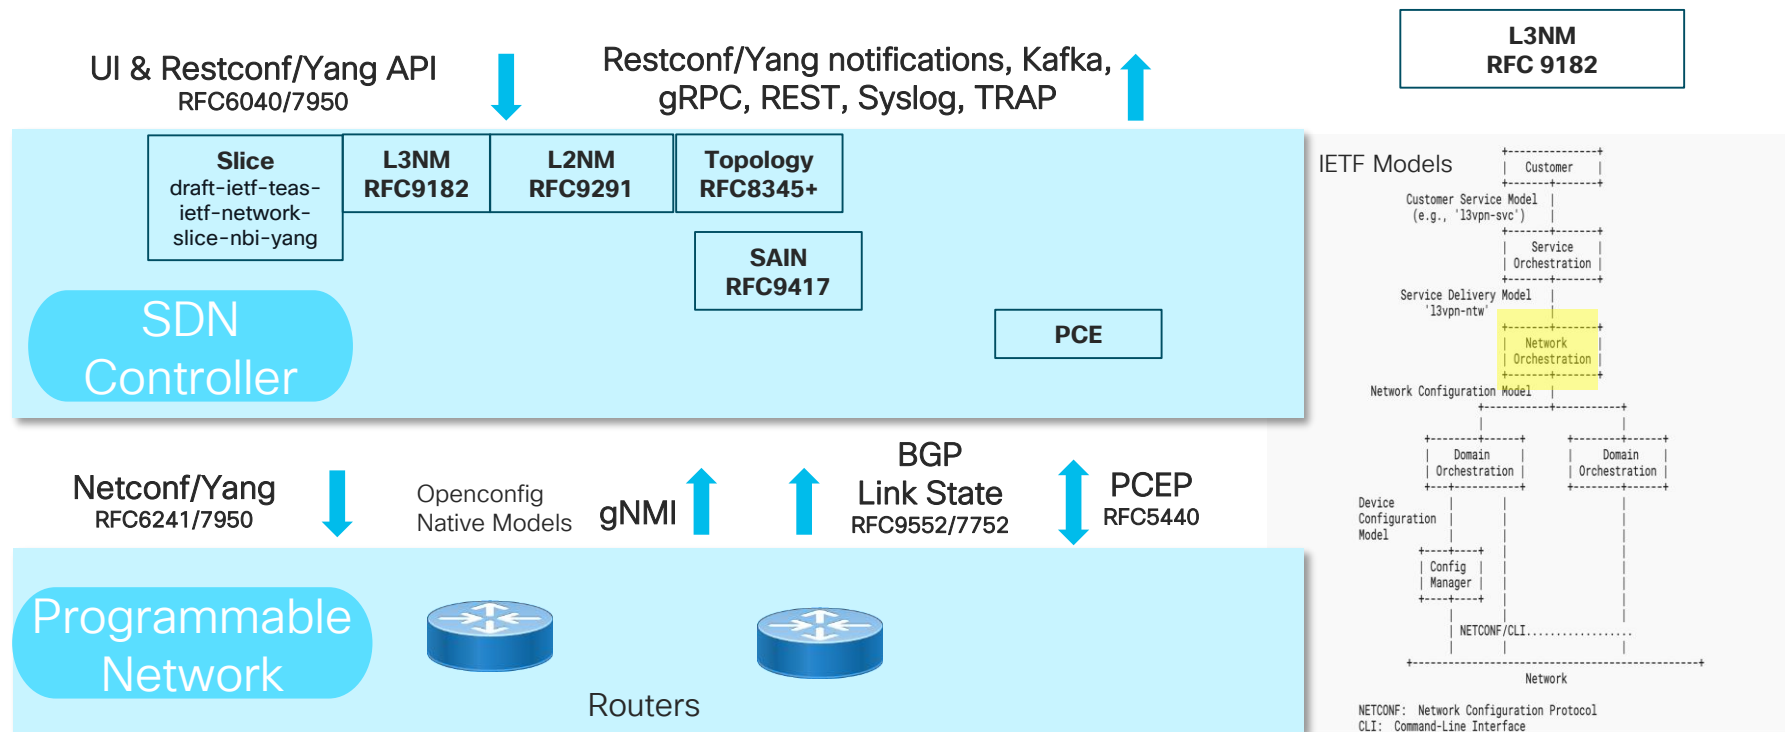 UI & Restconf/Yang API
RFC6040/7950
Restconf/Yang notifications, Kafka,
gRPC, REST, Syslog, TRAP
L3NM
RFC 9182
Slice
draft-ietf-teas-
ietf-network-
slice-nbi-yang
L3NM
RFC9182
L2NM
RFC9291
Topology
RFC8345+
SAIN
RFC9417
PCE
SDN
Controller
Netconf/Yang
RFC6241/7950
Openconfig
Native Models
gNMI
BGP
Link State
RFC9552/7752
PCEP
RFC5440
Programmable
Network
Routers
IETF Models
Customer
Customer Service Model
(e.g., 'l3vpn-svc')
Service
Orchestration
Service Delivery Model
'l3vpn-ntw'
Network
Orchestration
Network Configuration Model
Domain
Orchestration
Domain
Orchestration
Device
Configuration
Model
Config
Manager
NETCONF/CLI..................
Network
NETCONF: Network Configuration Protocol
CLI: Command-Line Interface